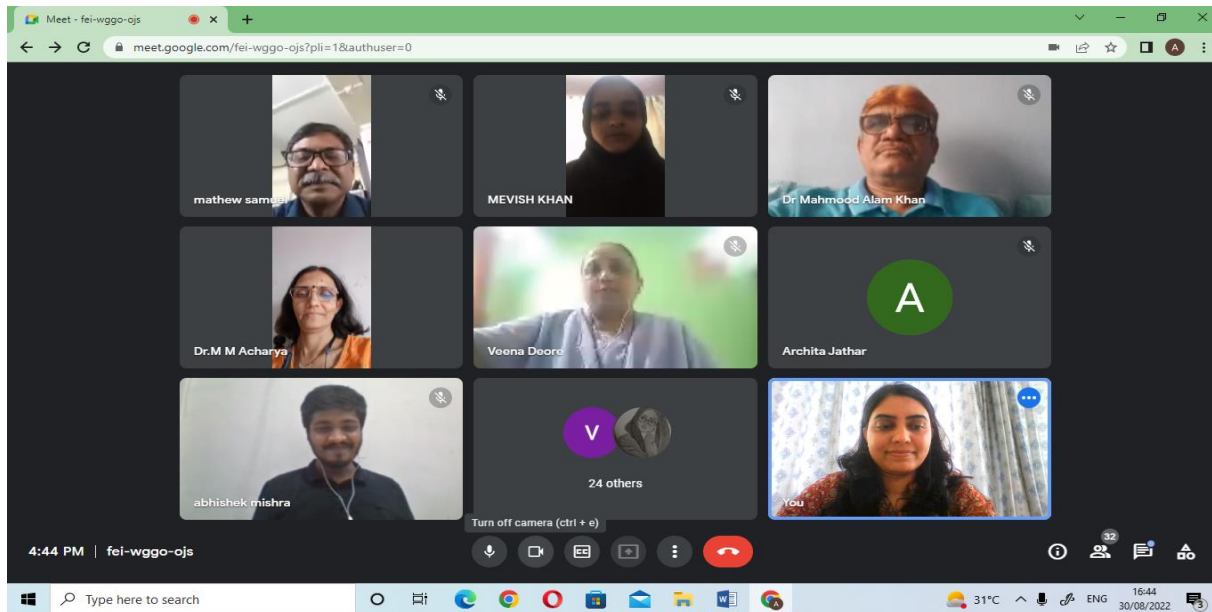 Meet - fei-wggo-ojs
meet.google.com/fei-wggo-ojs?pli=1&authuser=0
A
mathew samuel
MEVISH KHAN
Dr Mahmood Alam Khan
Dr.M M Acharya
Veena Deore
A
Archita Jathar
abhishek mishra
V
24 others
You
Turn off camera (ctrl + e)
4:44 PM | fei-wggo-ojs
CC
32
Type here to search
31°C
ENG
16:44
30/08/2022
3